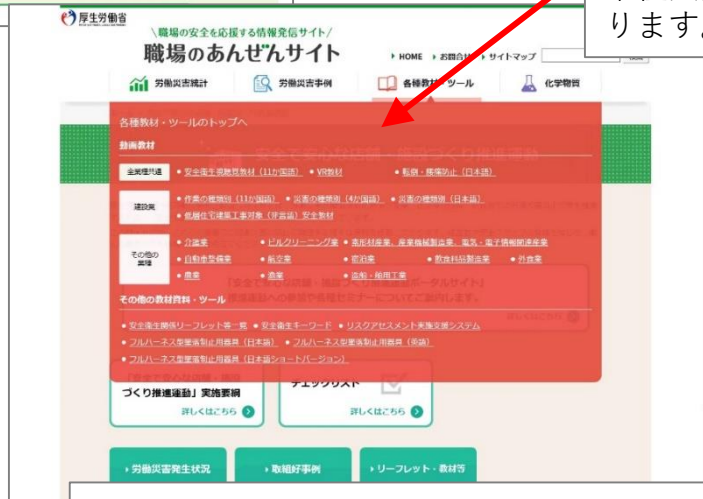 ります。
厚生労働省
\職場の安全を応援する情報発信サイト/
職場のあんぜんサイト
HOME お問合せ サイトマップ
労働災害統計 労働災害事例 各種教材・ツール 化学物質
各種教材・ツールのトップへ
動画教材
全業種共通 ●安全衛生視聴覚教材（11か国語） ●VR教材 ●転倒・腰痛防止（日本語）
建設業 ●作業の種類別（11か国語） ●災害の種類別（4か国語） ●災害の種類別（日本語）
●低層住宅建築工事対象（非言語）安全教材
その他の業種 ●介護業 ●ビルクリーニング業 ●素形材産業、産業機械製造業、電気・電子情報関連産業
●自動車整備業 ●航空業 ●宿泊業 ●飲食料品製造業 ●外食業
●農業 ●漁業 ●造船・舶用工業
その他の教材資料・ツール
●安全衛生関係リーフレット等一覧 ●安全衛生キーワード ●リスクアセスメント実施支援システム
●フルハーネス型墜落制止用器具（日本語） ●フルハーネス型墜落制止用器具（英語）
●フルハーネス型墜落制止用器具（日本語ショートバージョン）
づくり推進運動」実施要綱 チェックリスト
詳しくはこちら 詳しくはこちら
労働災害発生状況 取組好事例 リーフレット・教材等